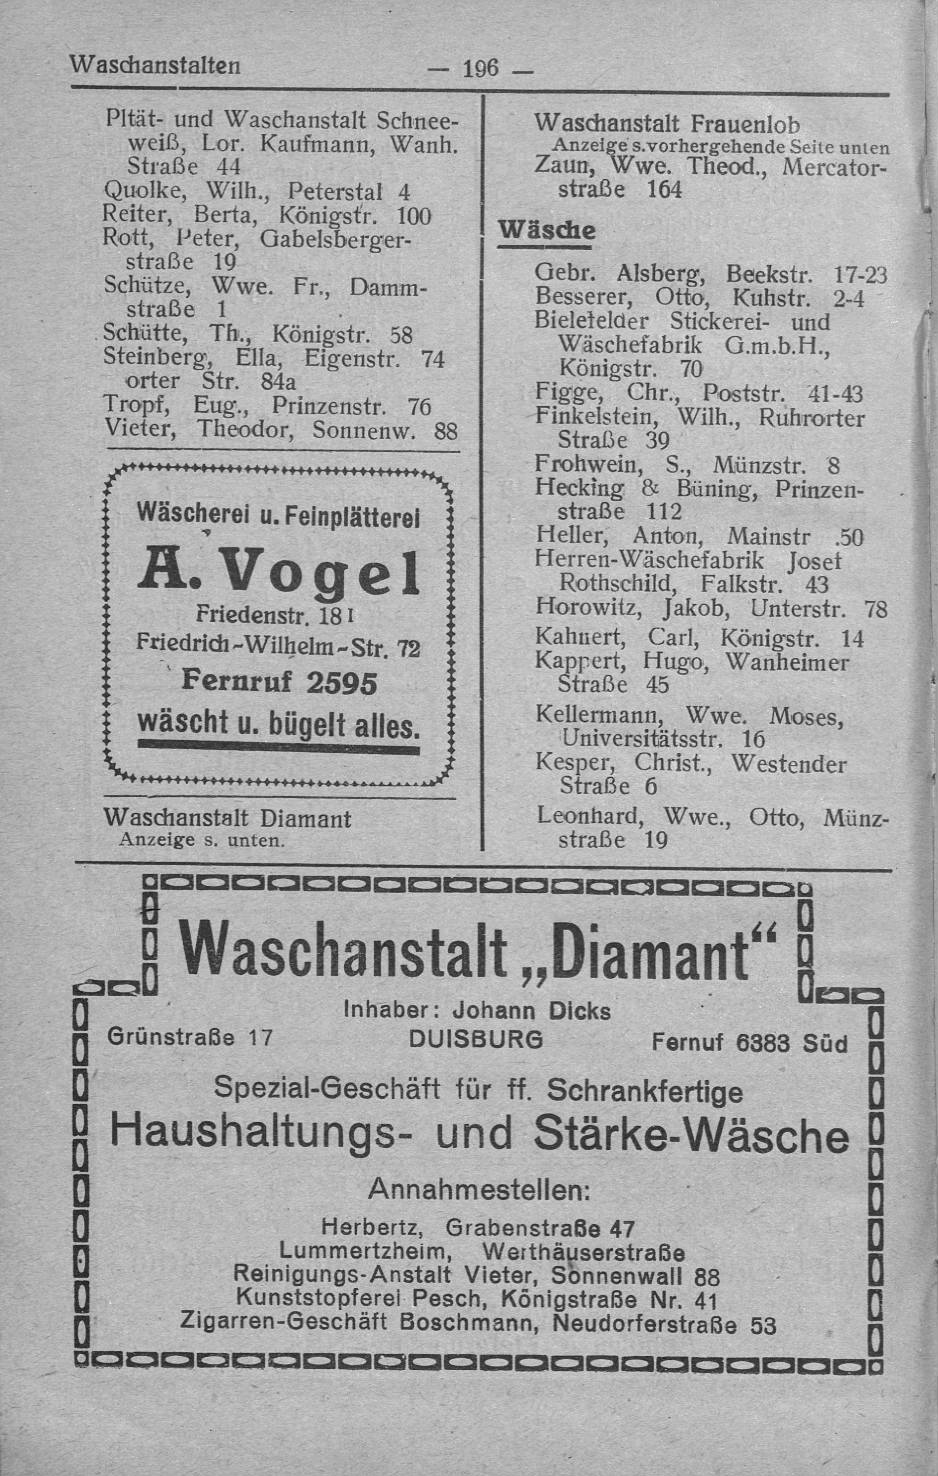 Waschanstalten
— 196 —
Pltät- und Waschanstalt Schnee-
weiß, Lor. Kaufmann, Wanh.
Straße 44
Quolke, Wilh., Peterstal 4
Reiter, Berta, Königstr. 100
Rott, Peter, Gabelsberger-
straße 19
Schütze, Wwe. Fr., Damm-
straße 1
Schütte, Th., Königstr. 58
Steinberg, Ella, Eigenstr. 74
orter Str. 84a
Tropf, Eug., Prinzenstr. 76
Vieter, Theodor, Sonnenw. 88
Wäscherei u. Feinplätterei
A. Vogel
Friedenstr. 18 I
Friedrich-Wilhelm-Str. 72
Fernruf 2595
wäscht u. bügelt alles.
Waschanstalt Diamant
Anzeige s. unten.
Waschanstalt Frauenlob
Anzeige s. vorhergehende Seite unten
Zaun, Wwe. Theod., Mercator-
straße 164
Wäsche
Gebr. Alsberg, Beekstr. 17-23
Besserer, Otto, Kuhstr. 2-4
Bielefelder Stickerei- und
Wäschefabrik G.m.b.H.,
Königstr. 70
Figge, Chr., Poststr. 41-43
Finkelstein, Wilh., Ruhrorter
Straße 39
Frohwein, S., Münzstr. 8
Hecking & Büning, Prinzen-
straße 112
Heller, Anton, Mainstr .50
Herren-Wäschefabrik Josef
Rothschild, Falkstr. 43
Horowitz, Jakob, Unterstr. 78
Kahnert, Carl, Königstr. 14
Kappert, Hugo, Wanheimer
Straße 45
Kellermann, Wwe. Moses,
Universitätsstr. 16
Kesper, Christ., Westender
Straße 6
Leonhard, Wwe., Otto, Münz-
straße 19
Waschanstalt „Diamant“
Inhaber: Johann Dicks
Grünstraße 17 DUISBURG Fernuf 6383 Süd
Spezial-Geschäft für ff. Schrankfertige
Haushaltungs- und Stärke-Wäsche
Annahmestellen:
Herbertz, Grabenstraße 47
Lummertzheim, Werthäuserstraße
Reinigungs-Anstalt Vieter, Sonnenwall 88
Kunststopferei Pesch, Königstraße Nr. 41
Zigarren-Geschäft Boschmann, Neudorferstraße 53